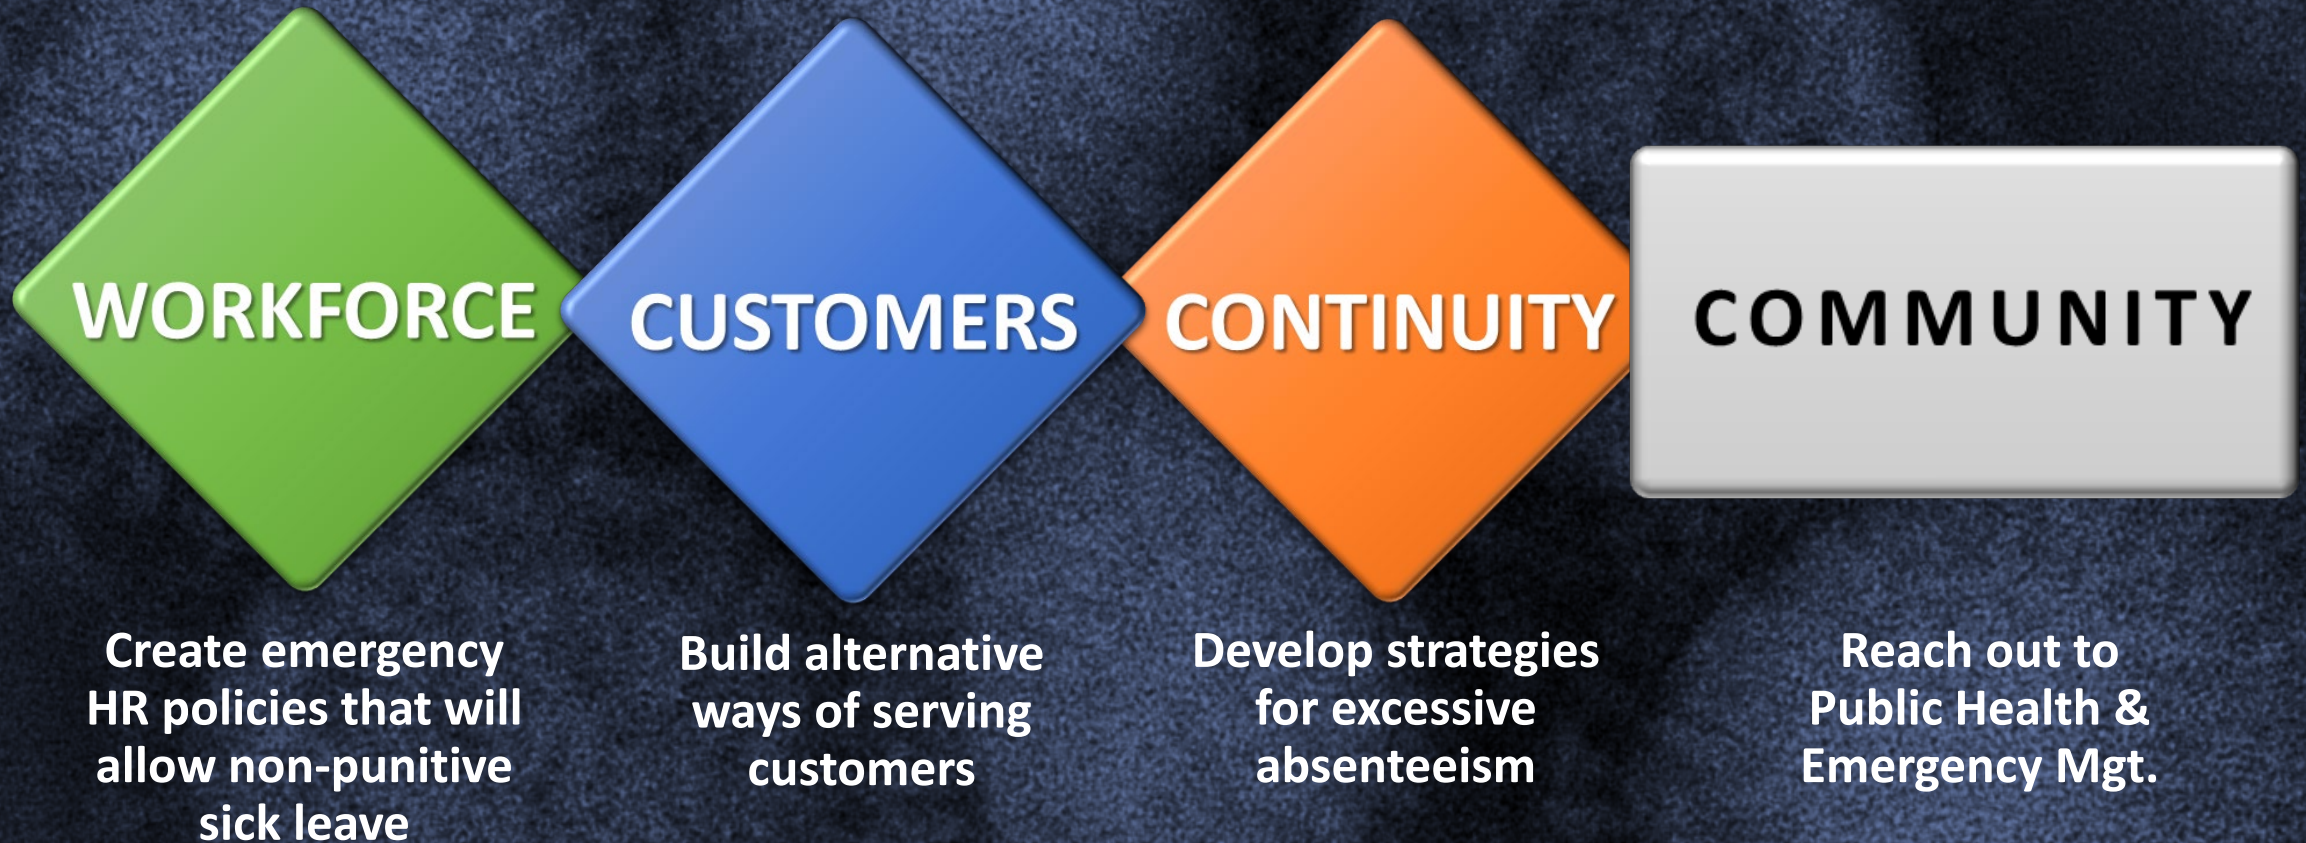 WORKFORCE
CUSTOMERS
CONTINUITY
COMMUNITY
Create emergency
HR policies that will
allow non-punitive
sick leave
Build alternative
ways of serving
customers
Develop strategies
for excessive
absenteeism
Reach out to
Public Health &
Emergency Mgt.